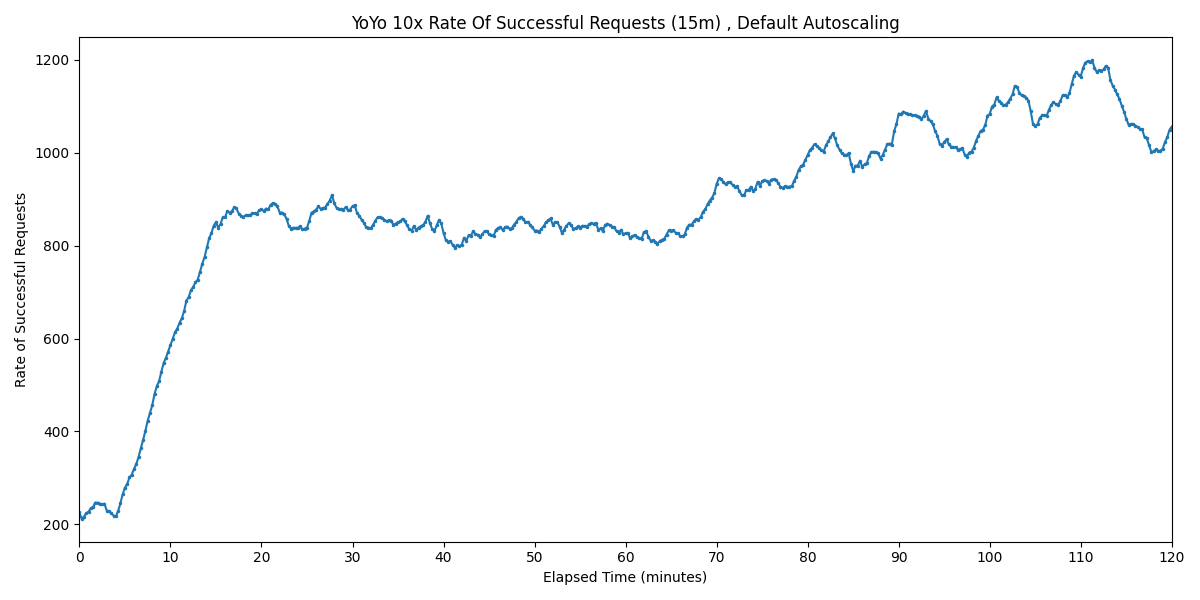 YoYo 10x Rate Of Successful Requests (15m) , Default Autoscaling
1200
1000
800
600
400
200
Rate of Successful Requests
0 10 20 30 40 50 60 70 80 90 100 110 120
Elapsed Time (minutes)